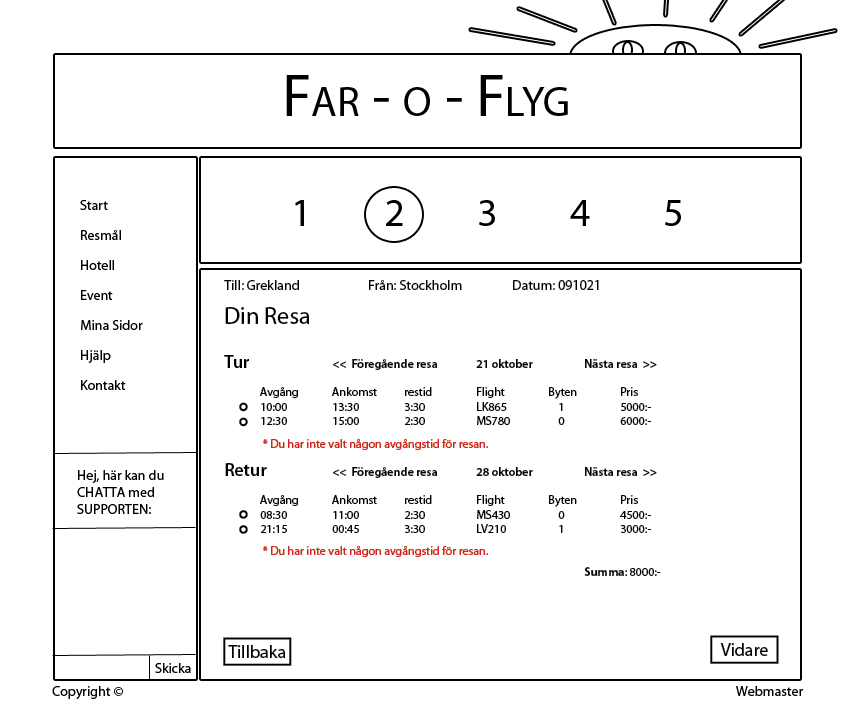 Far - o - Flyg
1 2 3 4 5
Start
Resmål
Hotell
Event
Mina Sidor
Hjälp
Kontakt
Hej, här kan du
CHATTA med
SUPPORTEN:
Skicka
Till: Grekland Från: Stockholm Datum: 091021
Din Resa
Tur << Föregående resa 21 oktober Nästa resa >>
Avgång Ankomst restid Flight Byten Pris
10:00 13:30 3:30 LK865 1 5000:-
12:30 15:00 2:30 MS780 0 6000:-
* Du har inte valt någon avgångstid för resan.
Retur << Föregående resa 28 oktober Nästa resa >>
Avgång Ankomst restid Flight Byten Pris
08:30 11:00 2:30 MS430 0 4500:-
21:15 00:45 3:30 LV210 1 3000:-
* Du har inte valt någon avgångstid för resan.
Summa: 8000:-
Tillbaka Vidare
Copyright © Webmaster